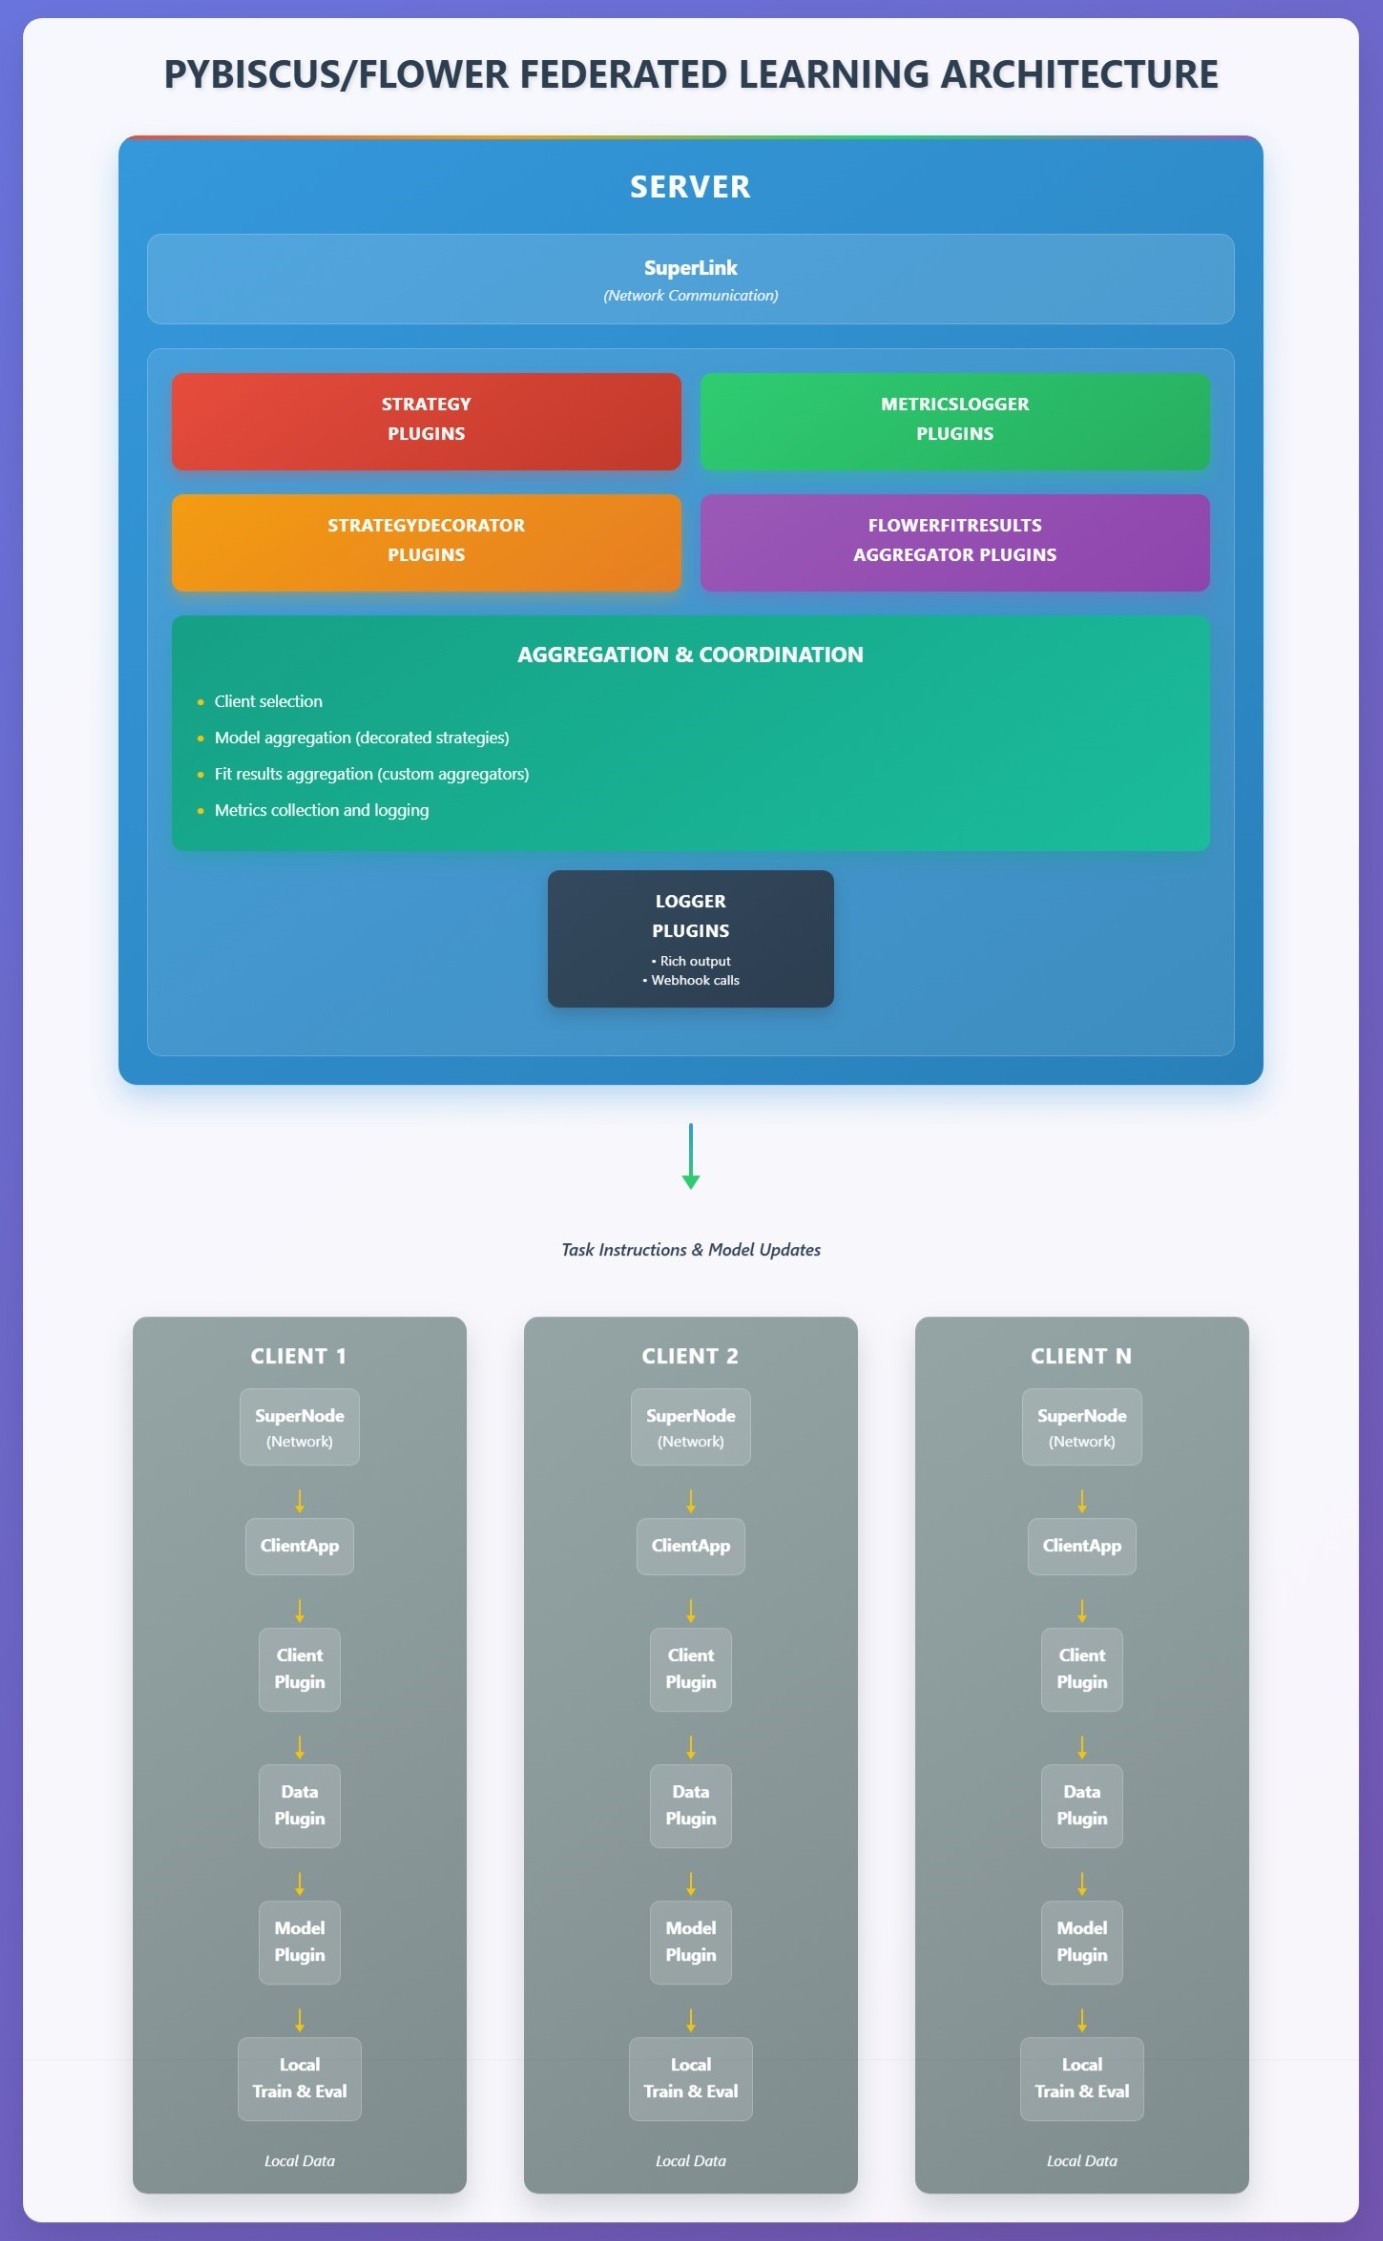 PYBISCUS/FLOWER FEDERATED LEARNING ARCHITECTURE
SERVER
SuperLink
(Network Communication)
STRATEGY
PLUGINS
METRICSLOGGER
PLUGINS
STRATEGYDECORATOR
PLUGINS
FLOWERFITRESULTS
AGGREGATOR PLUGINS
AGGREGATION & COORDINATION
• Client selection
• Model aggregation (decorated strategies)
• Fit results aggregation (custom aggregators)
• Metrics collection and logging
LOGGER
PLUGINS
• Rich output
• Webhook calls
Task Instructions & Model Updates
CLIENT 1
SuperNode
(Network)
ClientApp
Client
Plugin
Data
Plugin
Model
Plugin
Local
Train & Eval
Local Data
CLIENT 2
SuperNode
(Network)
ClientApp
Client
Plugin
Data
Plugin
Model
Plugin
Local
Train & Eval
Local Data
CLIENT N
SuperNode
(Network)
ClientApp
Client
Plugin
Data
Plugin
Model
Plugin
Local
Train & Eval
Local Data